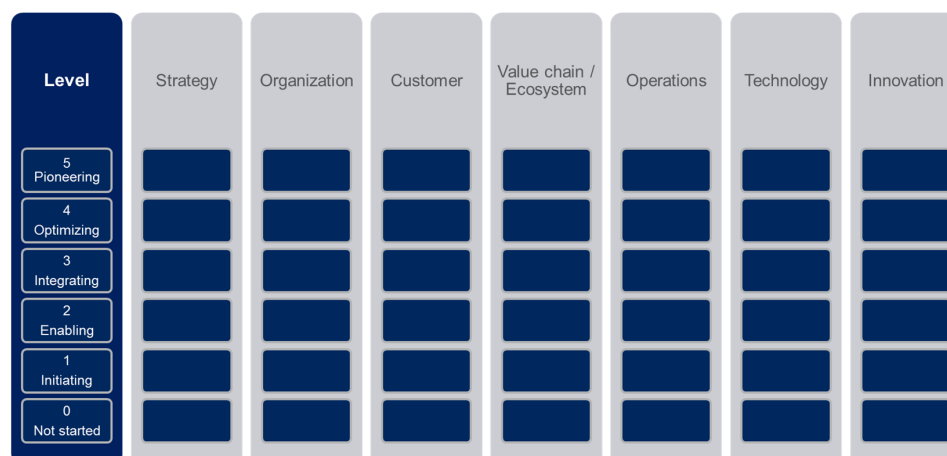 Level
Strategy
Organization
Customer
Value chain /
Ecosystem
Operations
Technology
Innovation
5
Pioneering
4
Optimizing
3
Integrating
2
Enabling
1
Initiating
0
Not started